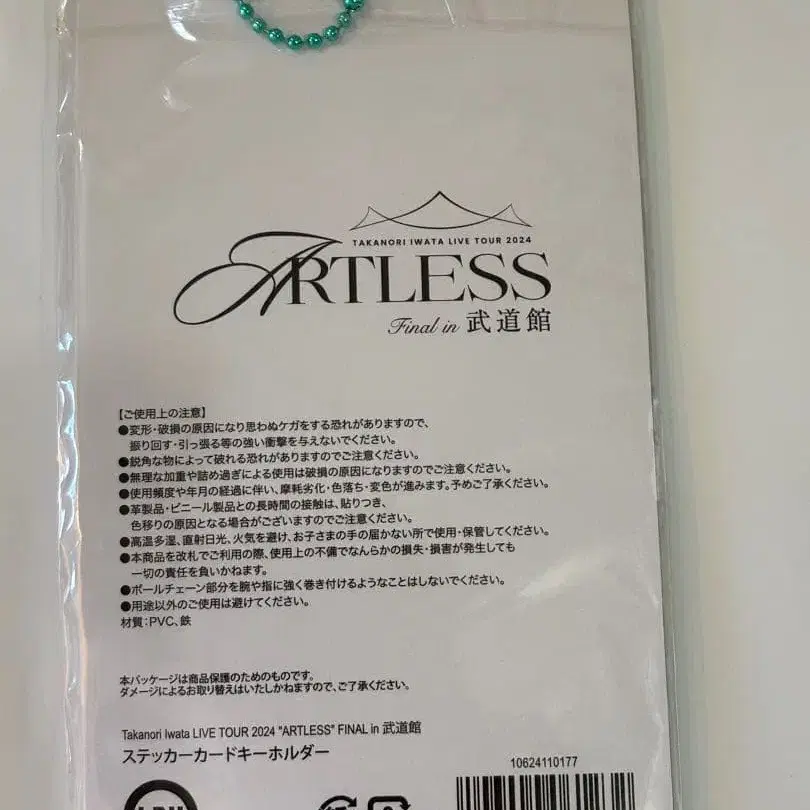 TAKANORI IWATA LIVE TOUR 2024
ARTLESS
Final in 武道館
【ご使用上の注意】
●変形・破損の原因になり思わぬケガをする恐れがありますので、
振り回す・引っ張る等の強い衝撃を与えないでください。
●鋭角な物によって破れる恐れがありますのでご注意ください。
●無理な加重や詰め過ぎによる使用は破損の原因になりますのでご注意ください。
●使用頻度や年月の経過に伴い、摩耗劣化・色落ち・変色が進みます。予めご了承ください。
●革製品・ビニール製品との長時間の接触は、貼りつき、
色移りの原因となる場合がございますのでご注意ください。
●高温多湿、直射日光、火気を避け、お子さまの手の届かない所で使用・保管してください。
●本商品を改札でご利用の際、使用上の不備でなんらかの損失・損害が発生しても
一切の責任を負いかねます。
●ボールチェーン部分を腕や指に強く巻き付けるようなことはしないでください。
●用途以外のご使用は避けてください。
材質:PVC、鉄
本パッケージは商品保護のためのものです。
ダメージによるお取り替えはいたしかねますので、ご了承ください。
Takanori Iwata LIVE TOUR 2024 "ARTLESS" FINAL in 武道館
ステッカーカードキーホルダー
10624110177
LDH